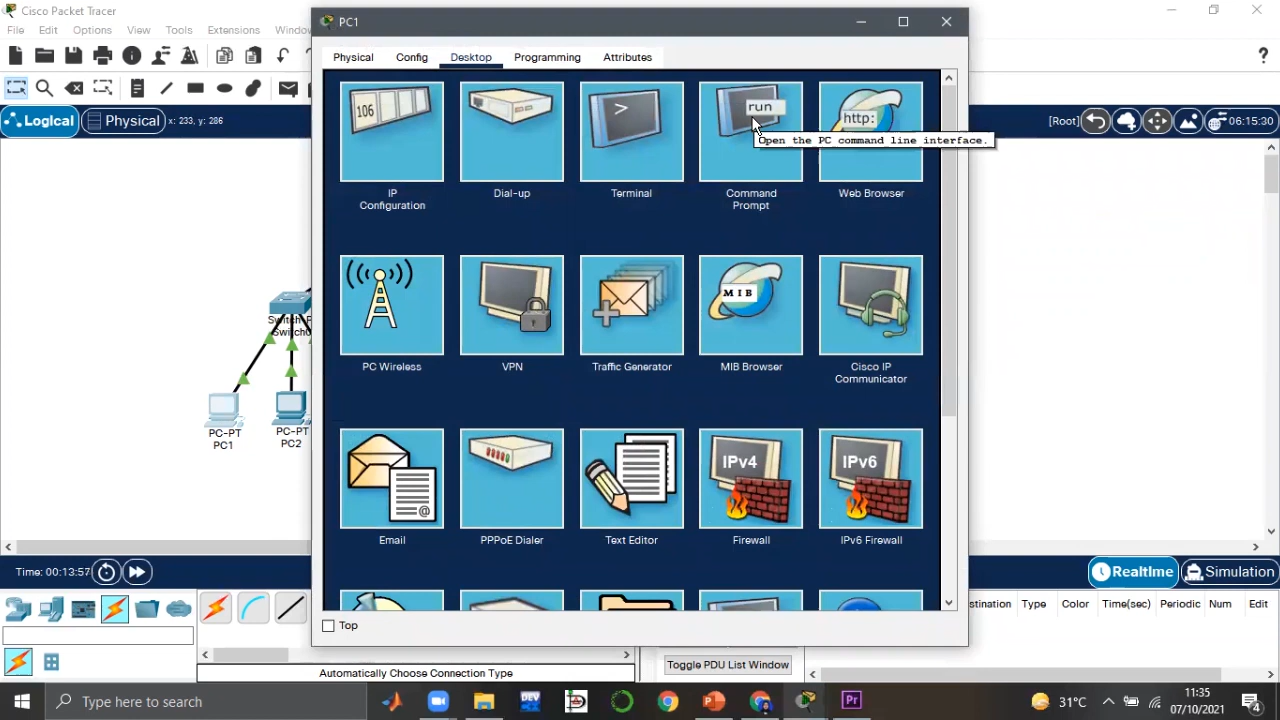 Cisco Packet Tracer
File Edit Options View Tools Extensions Window
Logical
Physical
x: 233, y: 286
[Root]
06:15:30
PC1
Physical Config Desktop Programming Attributes
106
>
run
http:
Open the PC command line interface.
IP
Configuration
Dial-up
Terminal
Command
Prompt
Web Browser
MIB
PC Wireless
VPN
Traffic Generator
MIB Browser
Cisco IP
Communicator
@
IPv4
IPv6
Email
PPPoE Dialer
Text Editor
Firewall
IPv6 Firewall
Top
PC-PT
PC1
PC-PT
PC2
Time: 00:13:57
Realtime
Simulation
Type Color Time(sec) Periodic Num Edit
Automatically Choose Connection Type
Toggle PDU List Window
?
Type here to search
DEV
Pr
31°C
11:35
07/10/2021
4